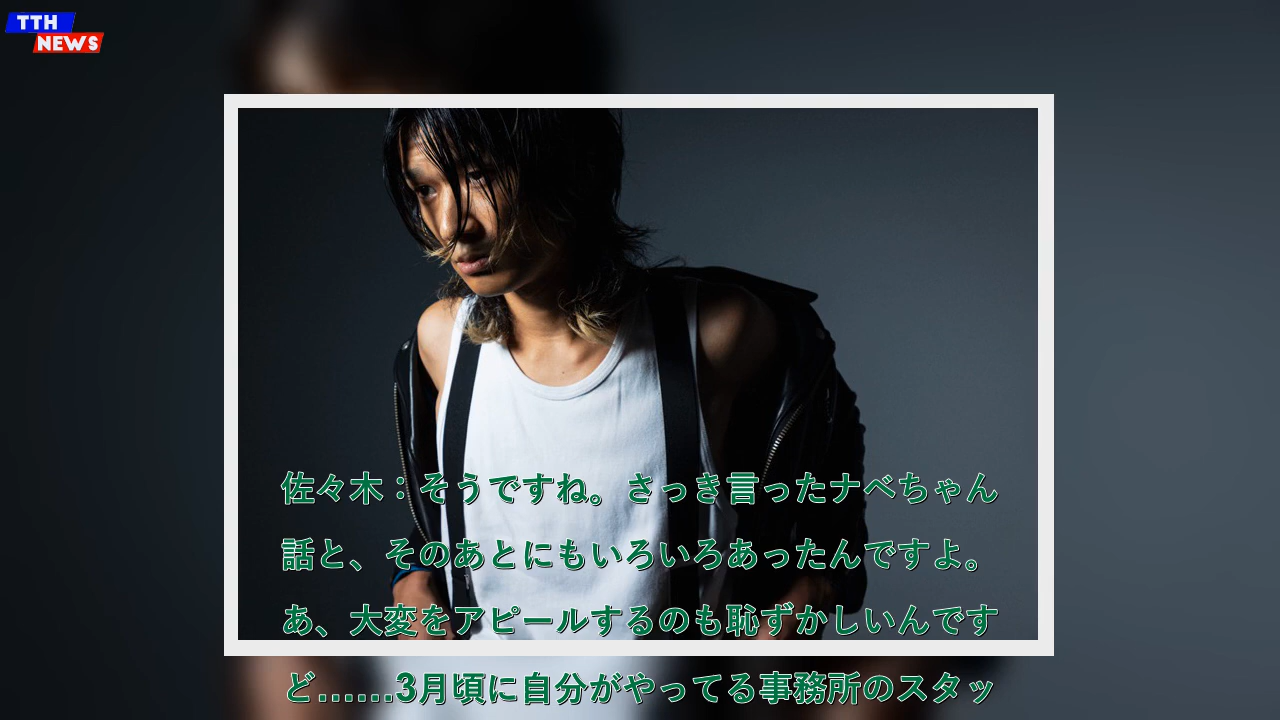 TTH
NEWS
佐々木：そうですね。さっき言ったナベちゃん
話と、そのあとにもいろいろあったんですよ。
あ、大変をアピールするのも恥ずかしいんです
ど……3月頃に自分がやってる事務所のスタッ